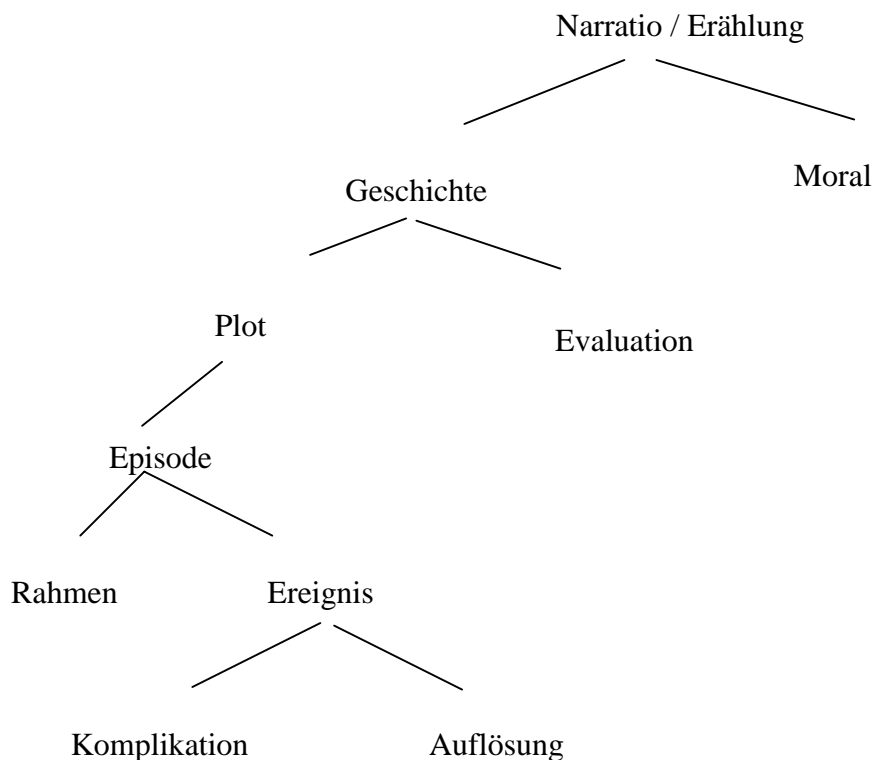 Narratio / Erählung
Moral
Geschichte
Plot
Evaluation
Episode
Rahmen Ereignis
Komplikation Auflösung